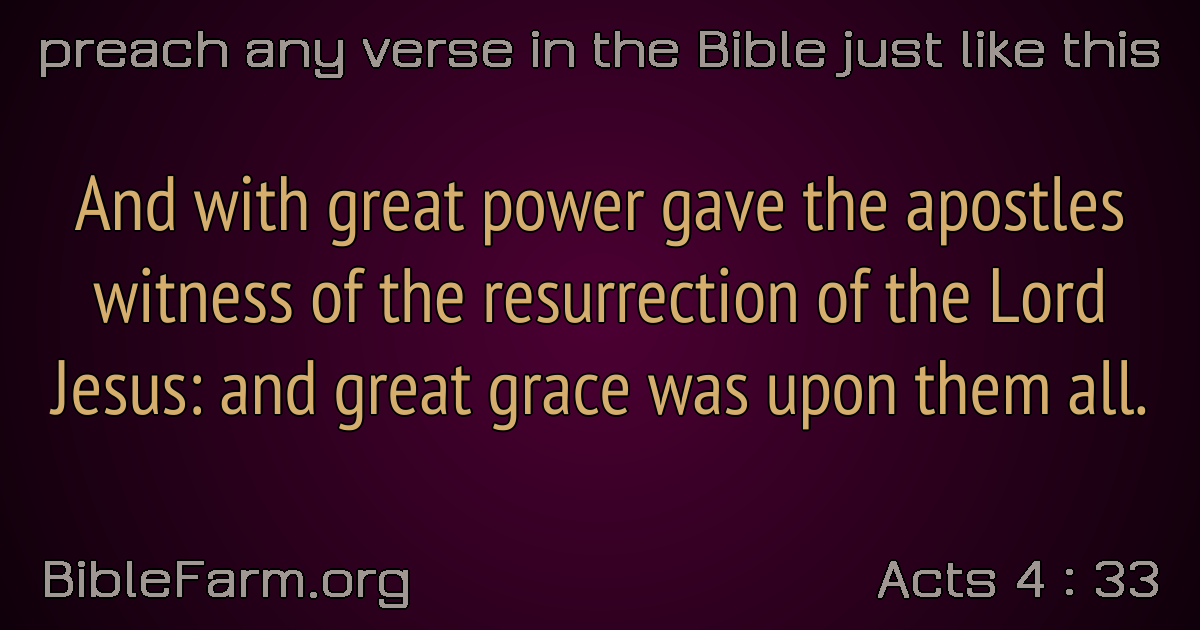 preach any verse in the Bible just like this
And with great power gave the apostles
witness of the resurrection of the Lord
Jesus: and great grace was upon them all.
BibleFarm.org
Acts 4 : 33